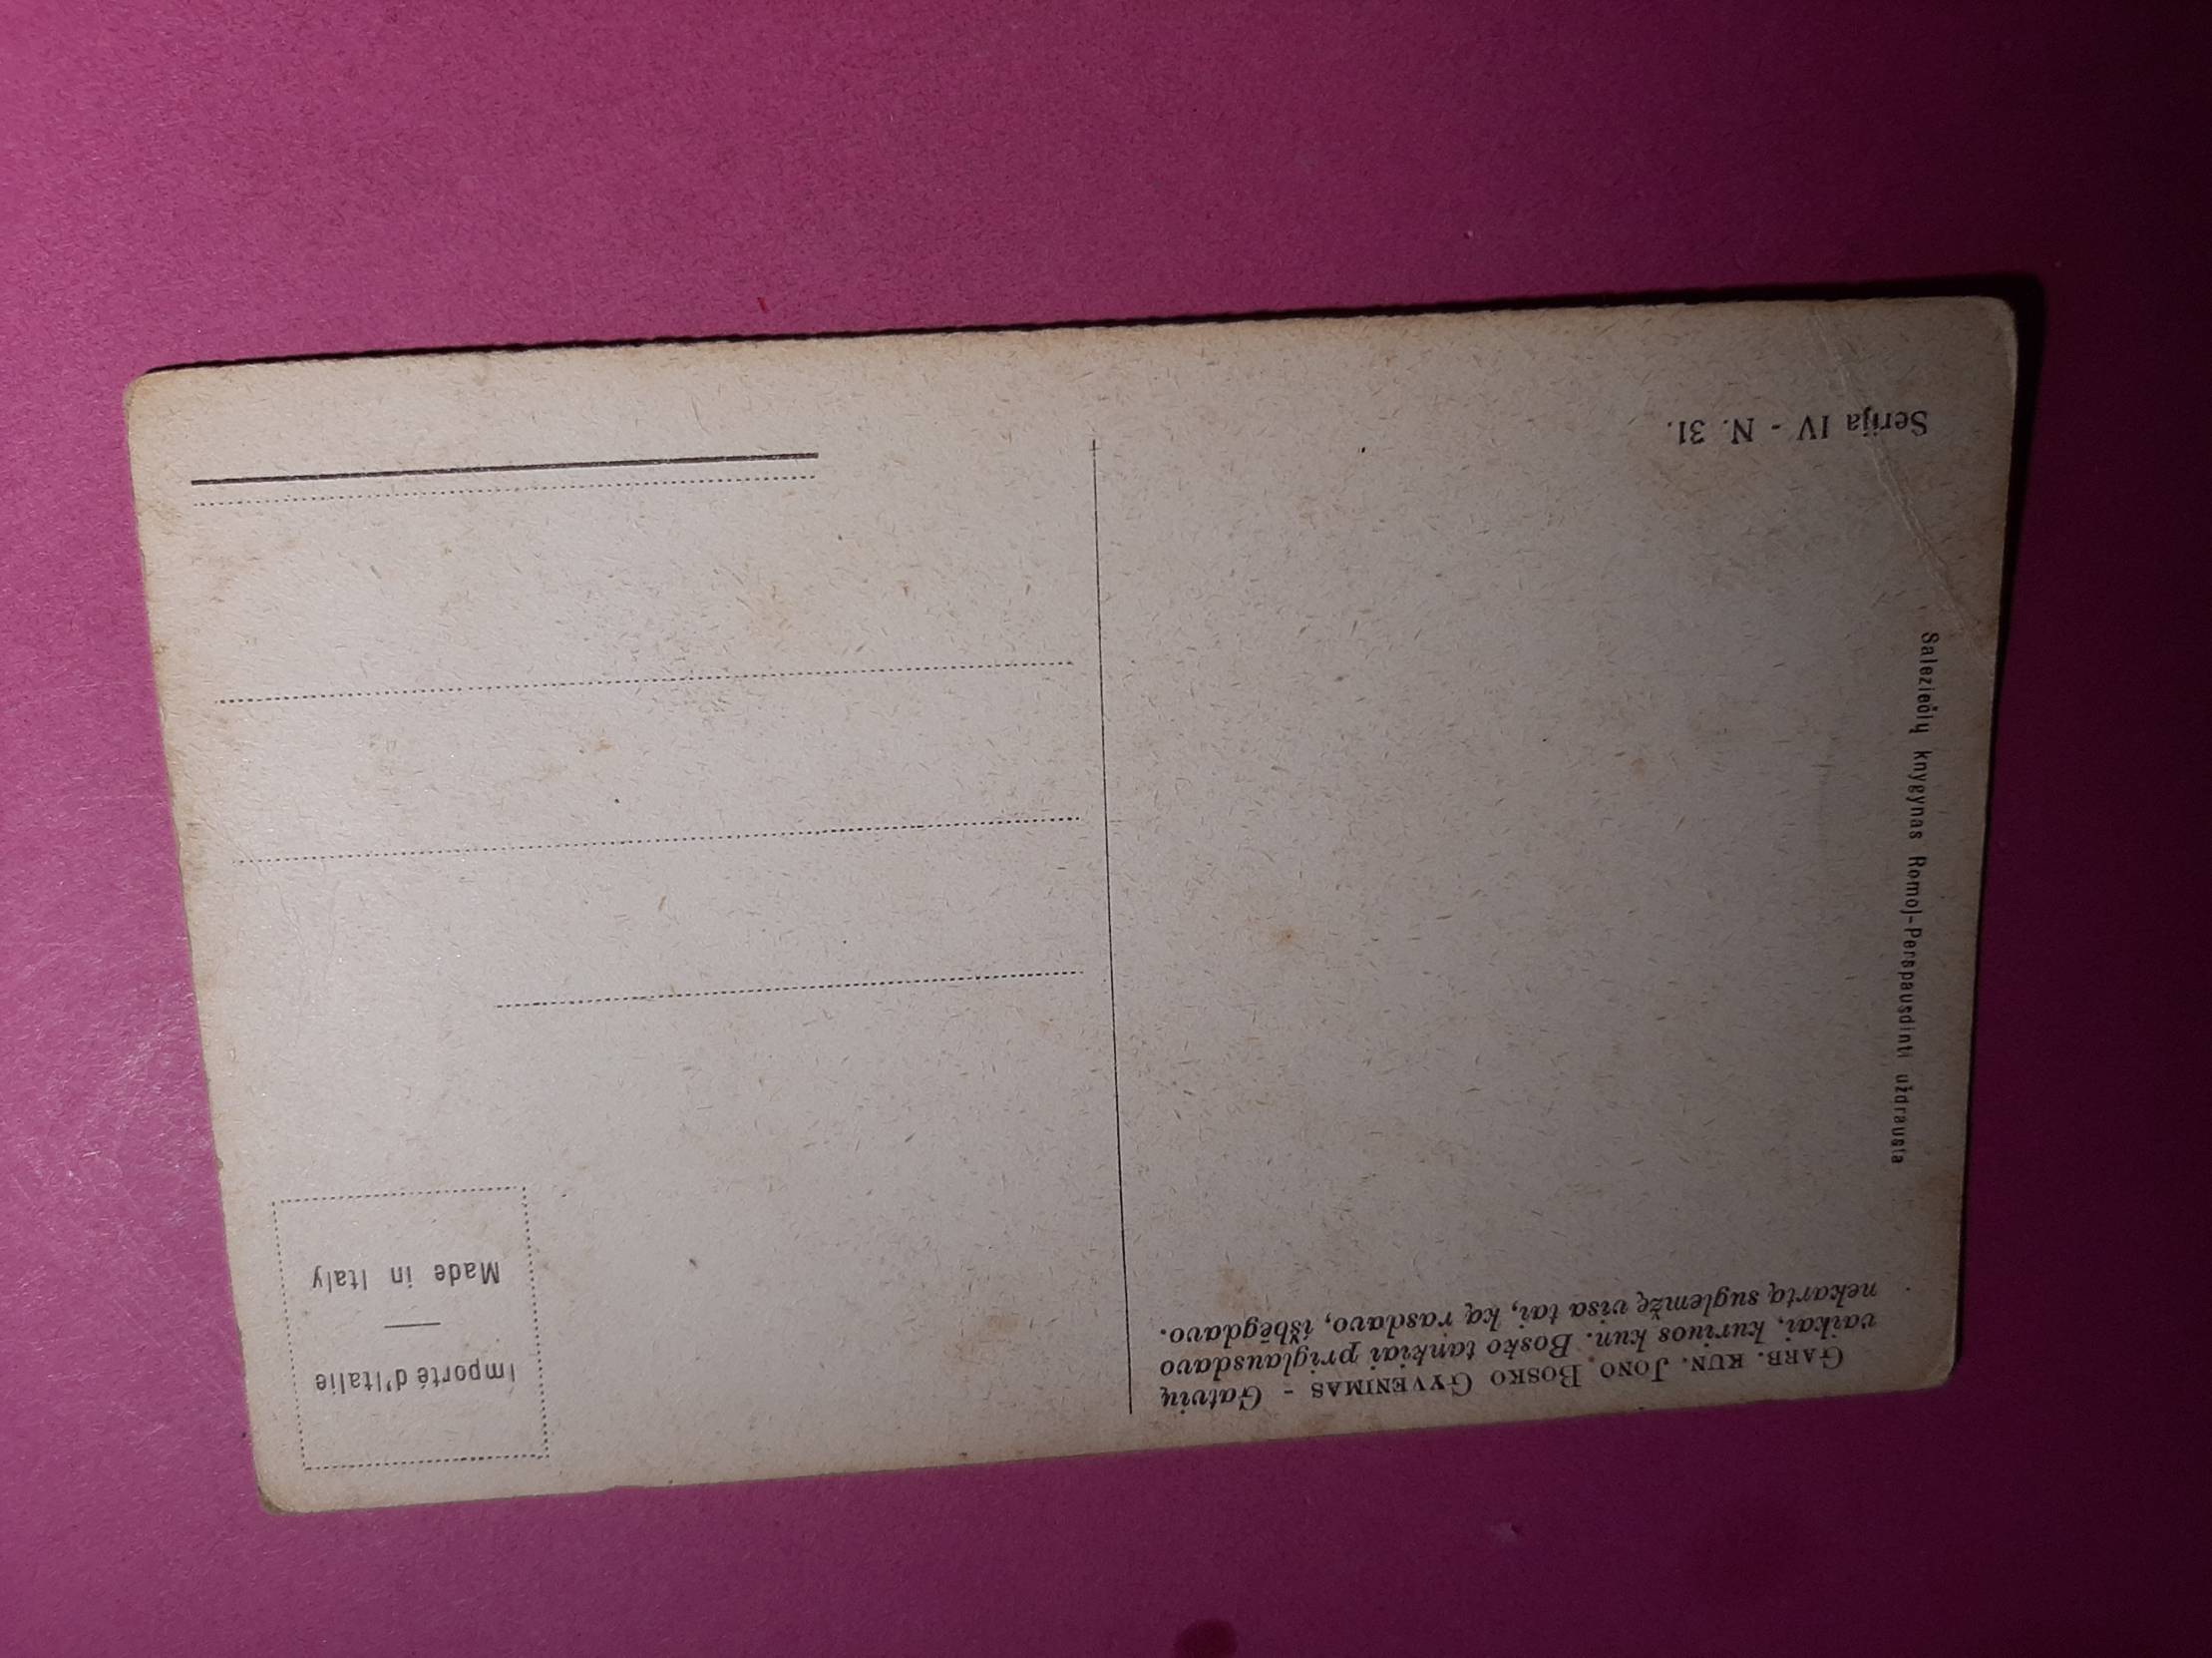 GARB. KUN. JONO BOSKO GYVENIMAS - Gatvių
vaikai, kuriuos kun. Bosko tankiai priglausdavo
nekartą suglemžę visa tai, ką rasdavo, išbėgdavo.
Importé d'Italie
Made in Italy
Saleziečių knygynas Romoj-Perspausdinti uždrausta
Serija IV - N. 31.